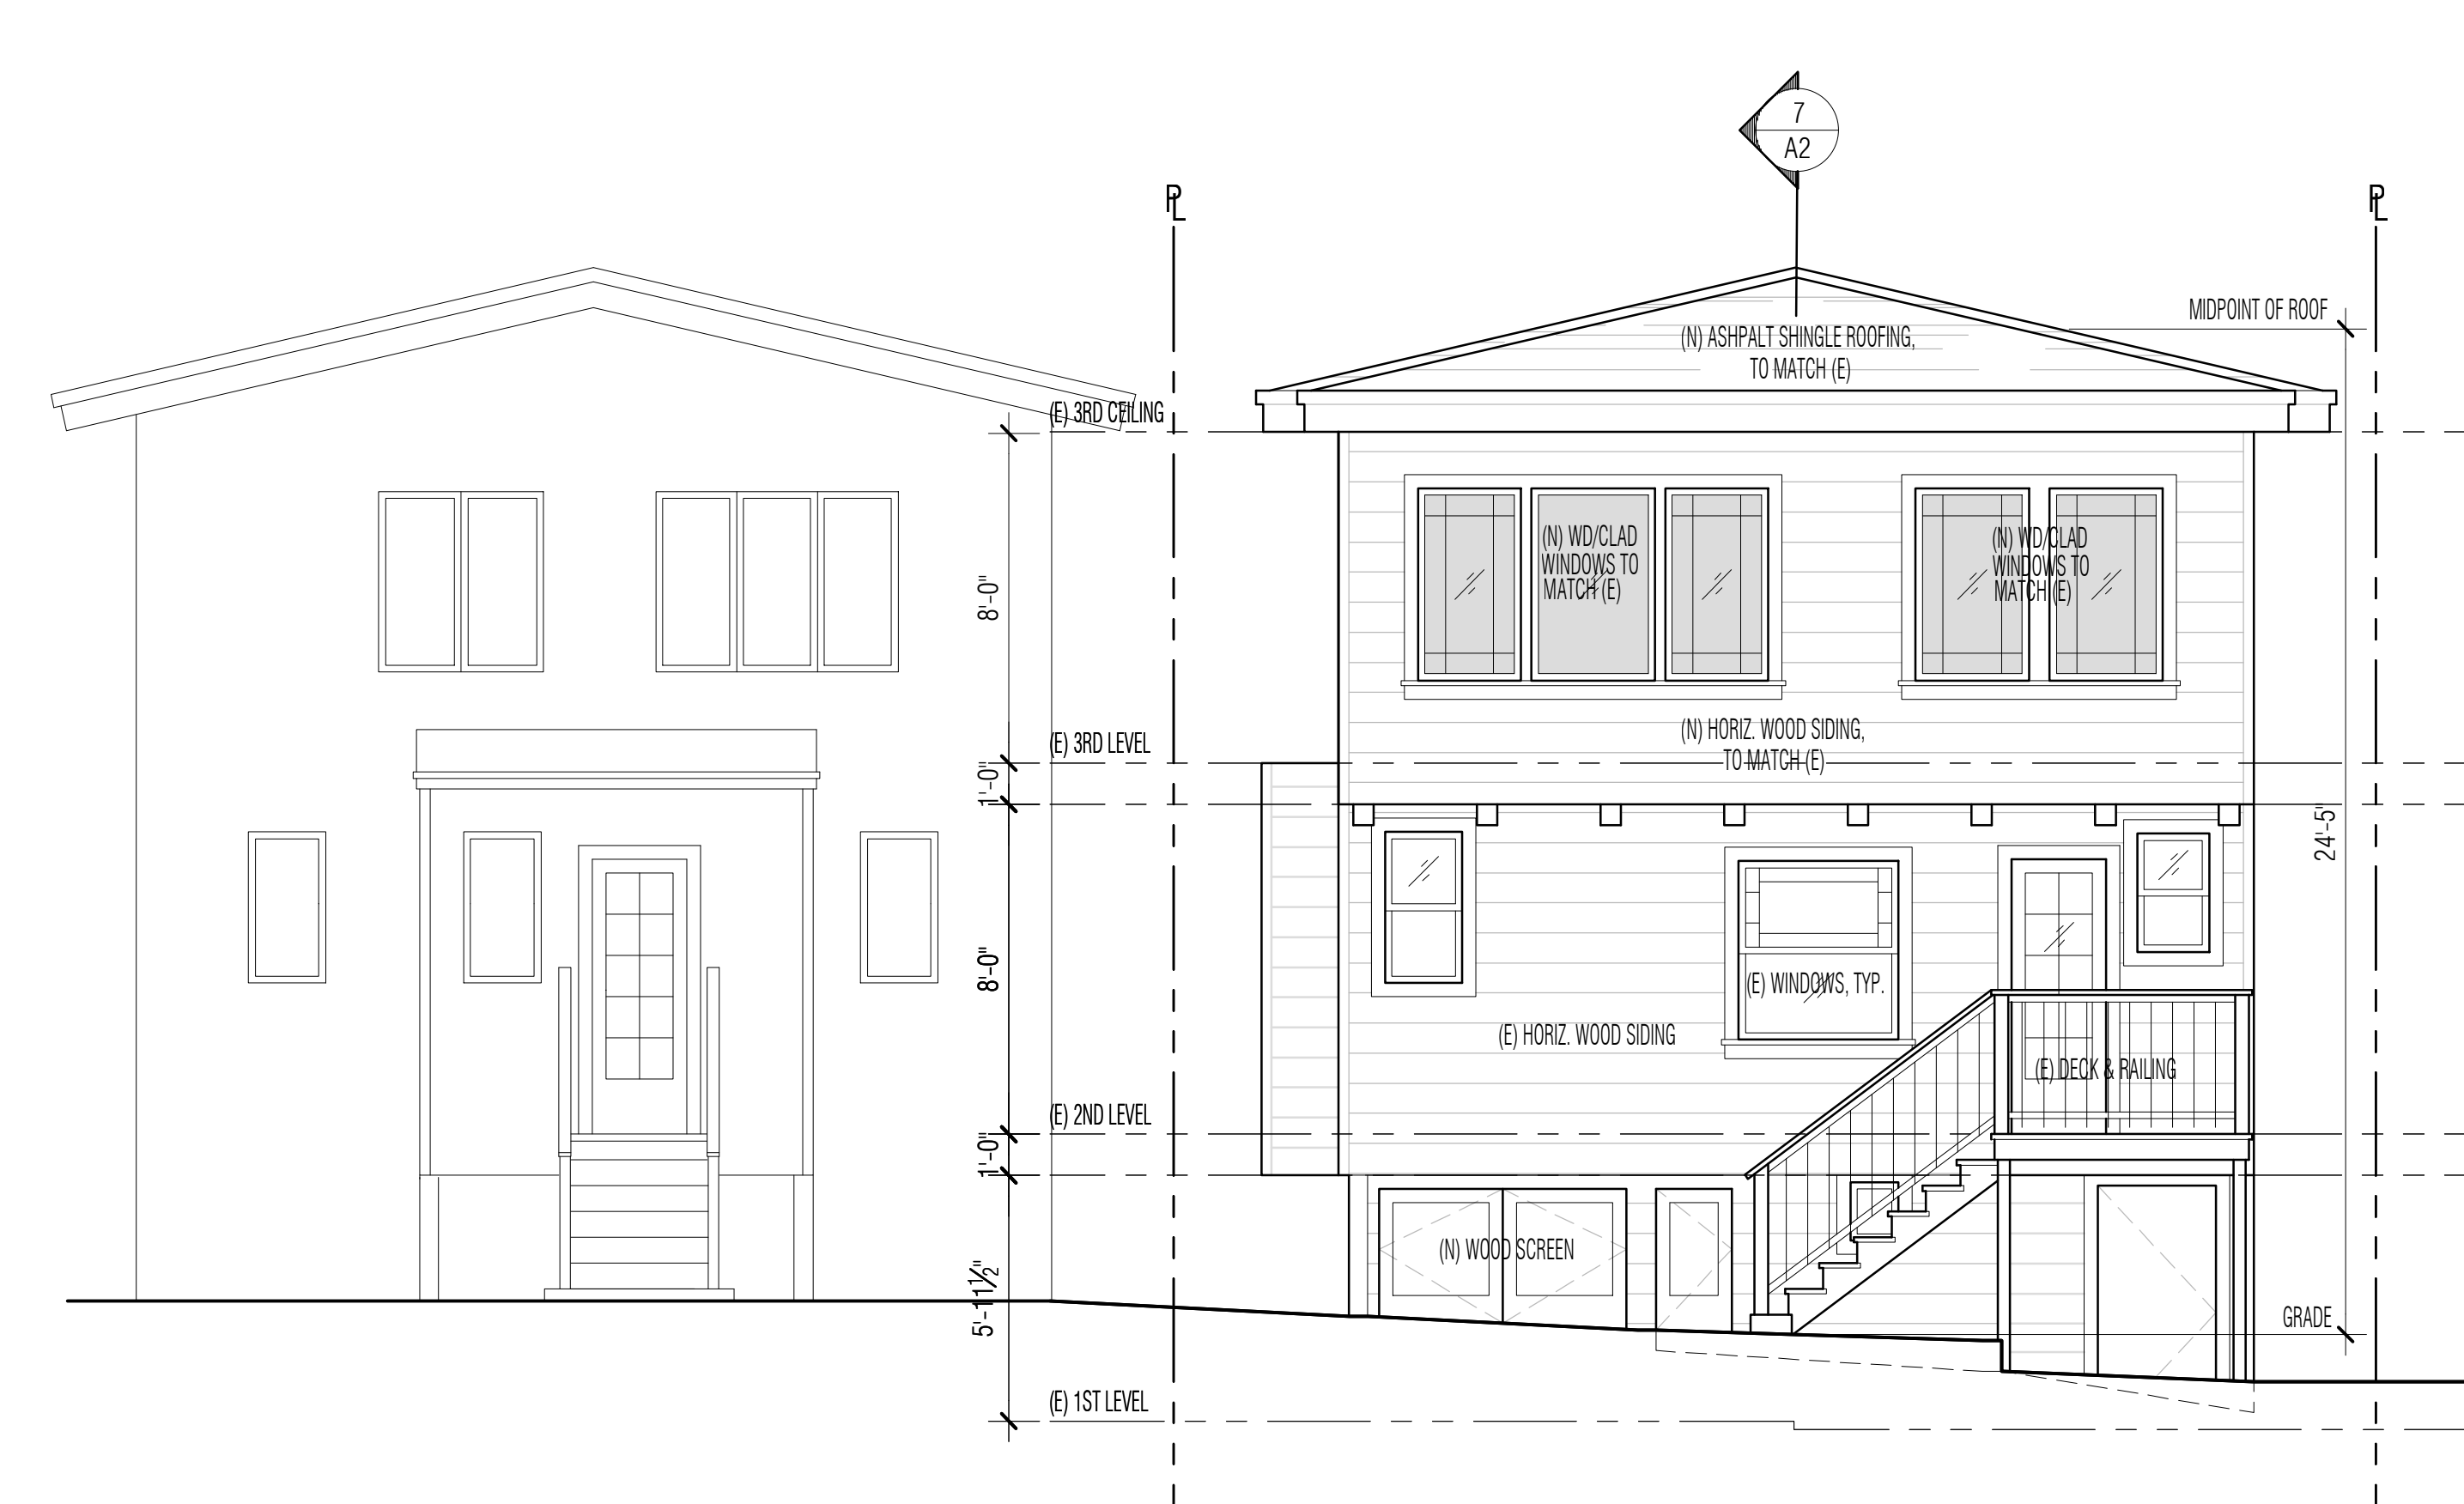 7
A2
PL
PL
MIDPOINT OF ROOF
(N) ASHPALT SHINGLE ROOFING,
TO MATCH (E)
(E) 3RD CEILING
(N) WD/CLAD
WINDOWS TO
MATCH (E)
(N) WD/CLAD
WINDOWS TO
MATCH (E)
8'-0"
(N) HORIZ. WOOD SIDING,
TO MATCH (E)
(E) 3RD LEVEL
1'-0"
24'-5"
8'-0"
(E) WINDOWS, TYP.
(E) HORIZ. WOOD SIDING
(E) DECK & RAILING
(E) 2ND LEVEL
1'-0"
(N) WOOD SCREEN
5'-11½"
GRADE
(E) 1ST LEVEL